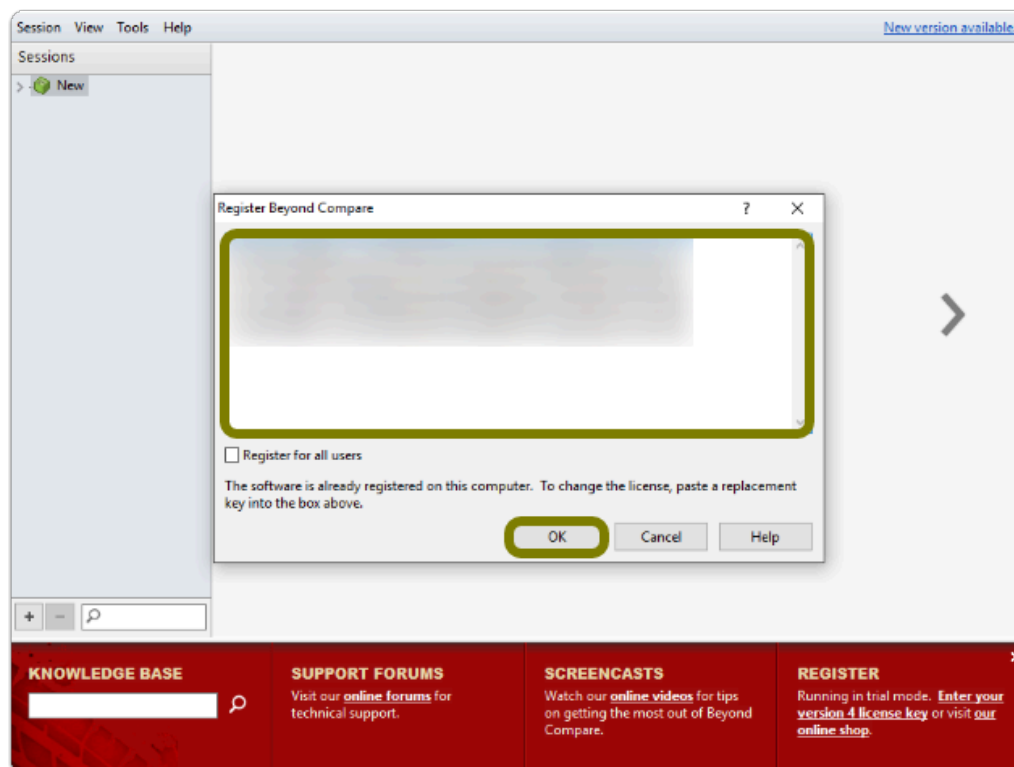 Session View Tools Help
New version available
Sessions
New
Register Beyond Compare
?
Register for all users
The software is already registered on this computer. To change the license, paste a replacement
key into the box above.
OK Cancel Help
+ −
KNOWLEDGE BASE
SUPPORT FORUMS
Visit our online forums for
technical support.
SCREENCASTS
Watch our online videos for tips
on getting the most out of Beyond
Compare.
REGISTER
Running in trial mode. Enter your
version 4 license key or visit our
online shop.